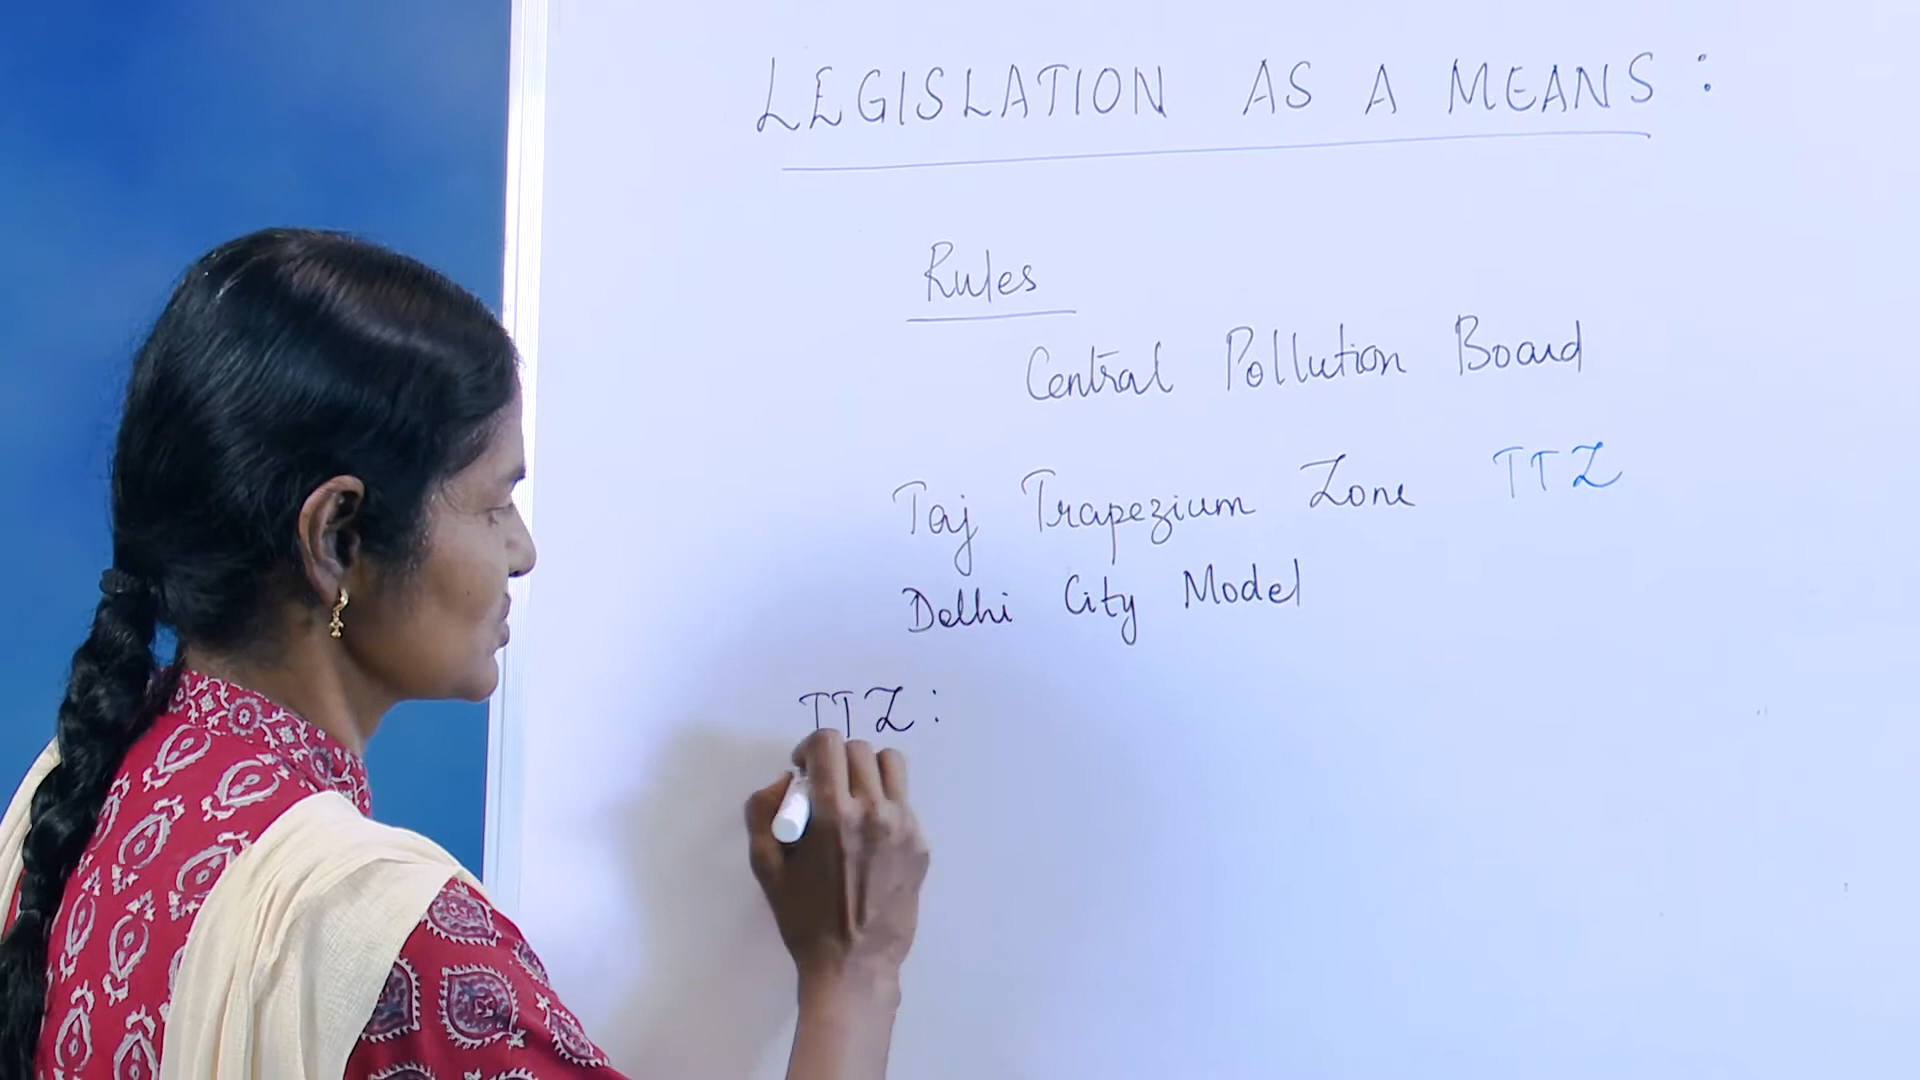 LEGISLATION AS A MEANS :
Rules
Central Pollution Board
Taj Trapezium Zone TTZ
Delhi City Model
TTZ :